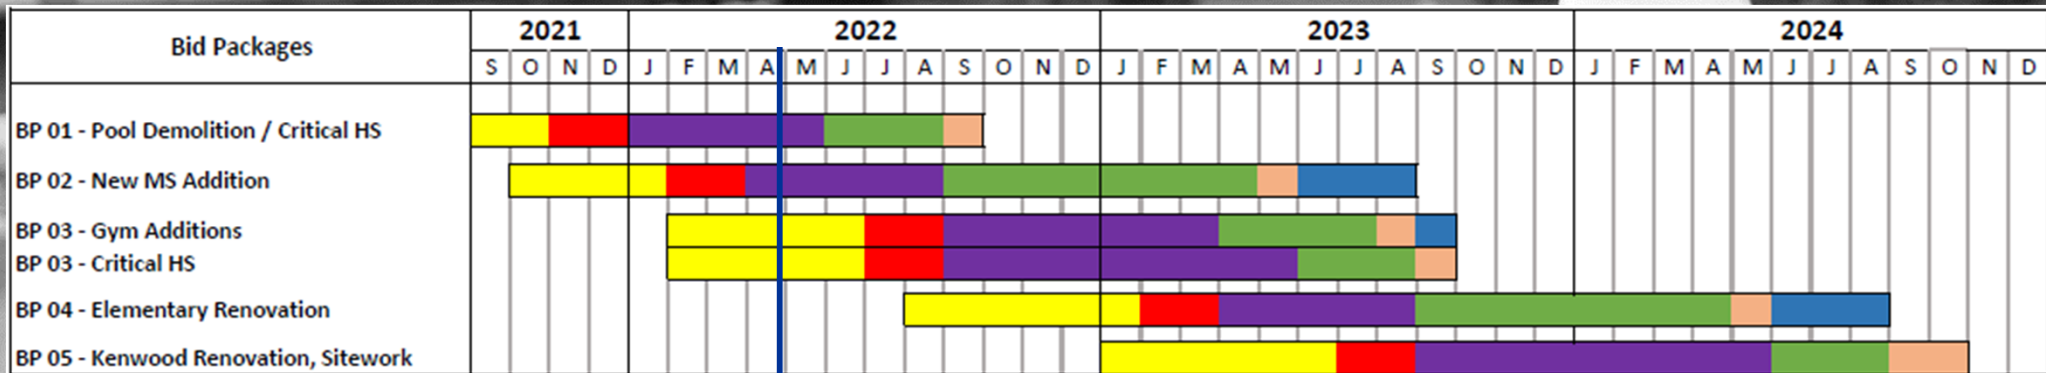 Bid Packages
2021 2022 2023 2024
S O N D J F M A M J J A S O N D J F M A M J J A S O N D J F M A M J J A S O N D
BP 01 - Pool Demolition / Critical HS
BP 02 - New MS Addition
BP 03 - Gym Additions
BP 03 - Critical HS
BP 04 - Elementary Renovation
BP 05 - Kenwood Renovation, Sitework